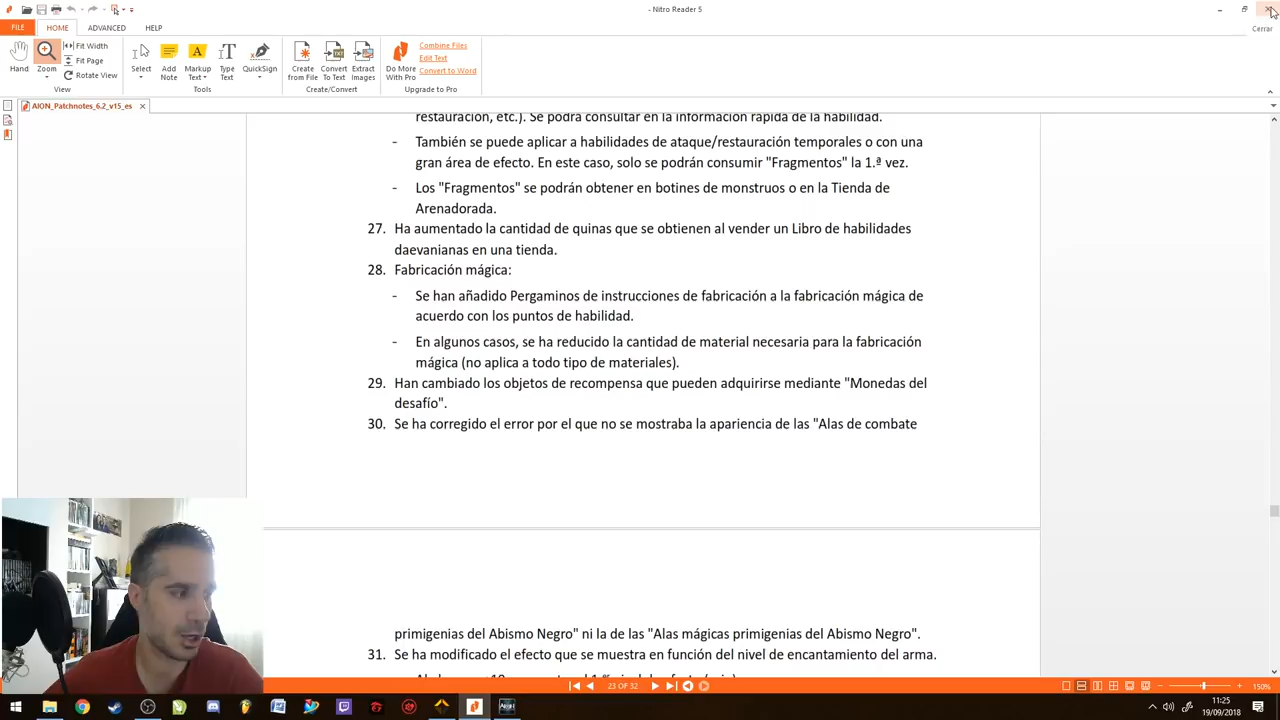 - Nitro Reader 5
Cerrar
FILE
HOME
ADVANCED
HELP
Hand
Zoom
Fit Width
Fit Page
Rotate View
View
Select
Add Note
Markup Text
Type Text
QuickSign
Tools
Create from File
Convert To Text
Extract Images
Create/Convert
Do More With Pro
Combine Files
Edit Text
Convert to Word
Upgrade to Pro
AION_Patchnotes_6.2_v15_es
restauración, etc.). Se podrá consultar en la información rápida de la habilidad.
- También se puede aplicar a habilidades de ataque/restauración temporales o con una
gran área de efecto. En este caso, solo se podrán consumir "Fragmentos" la 1.ª vez.
- Los "Fragmentos" se podrán obtener en botines de monstruos o en la Tienda de
Arenadorada.
27. Ha aumentado la cantidad de quinas que se obtienen al vender un Libro de habilidades
daevanianas en una tienda.
28. Fabricación mágica:
- Se han añadido Pergaminos de instrucciones de fabricación a la fabricación mágica de
acuerdo con los puntos de habilidad.
- En algunos casos, se ha reducido la cantidad de material necesaria para la fabricación
mágica (no aplica a todo tipo de materiales).
29. Han cambiado los objetos de recompensa que pueden adquirirse mediante "Monedas del
desafío".
30. Se ha corregido el error por el que no se mostraba la apariencia de las "Alas de combate
primigenias del Abismo Negro" ni la de las "Alas mágicas primigenias del Abismo Negro".
31. Se ha modificado el efecto que se muestra en función del nivel de encantamiento del arma.
23 OF 32
150%
11:25
19/09/2018